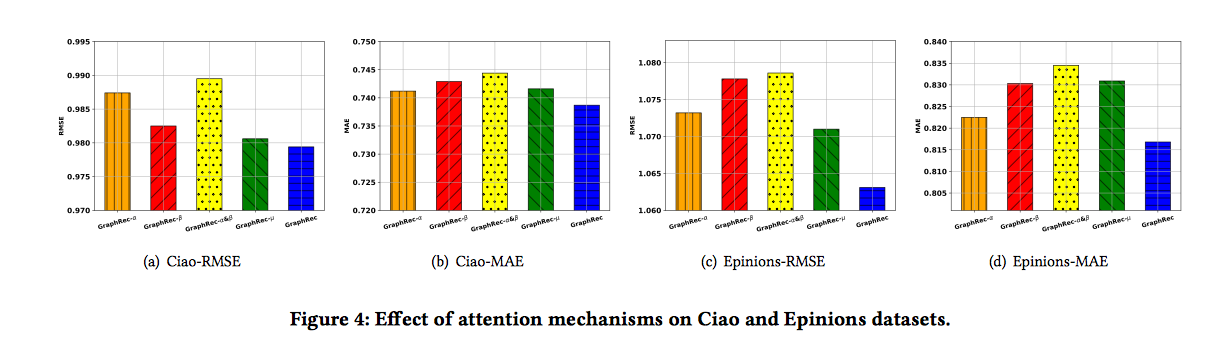 0.995
0.990
0.985
0.980
0.975
0.970
RMSE
GraphRec-α
GraphRec-β
GraphRec-α&β
GraphRec-μ
GraphRec
(a) Ciao-RMSE
0.750
0.745
0.740
0.735
0.730
0.725
0.720
MAE
GraphRec-α
GraphRec-β
GraphRec-α&β
GraphRec-μ
GraphRec
(b) Ciao-MAE
1.080
1.075
1.070
1.065
1.060
RMSE
GraphRec-α
GraphRec-β
GraphRec-α&β
GraphRec-μ
GraphRec
(c) Epinions-RMSE
0.840
0.835
0.830
0.825
0.820
0.815
0.810
0.805
MAE
GraphRec-α
GraphRec-β
GraphRec-α&β
GraphRec-μ
GraphRec
(d) Epinions-MAE
Figure 4: Effect of attention mechanisms on Ciao and Epinions datasets.